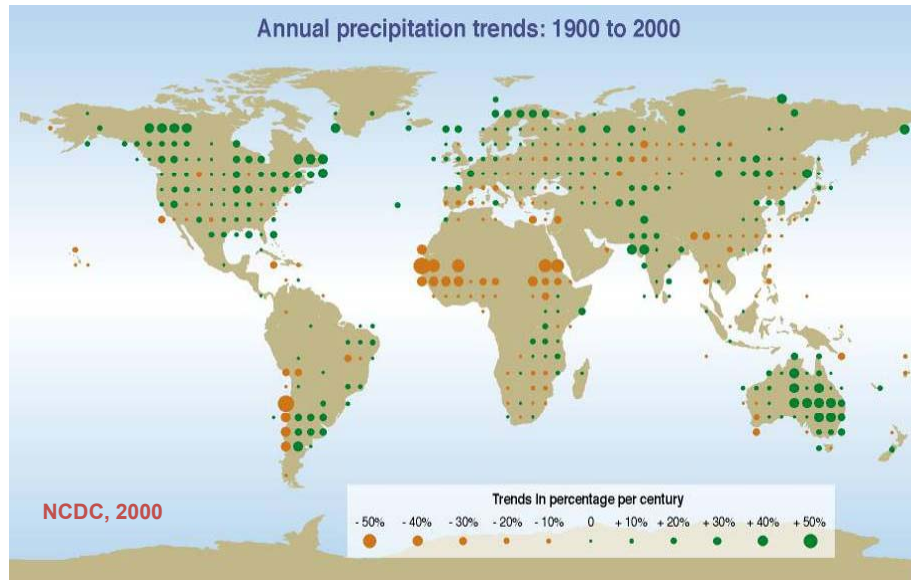 Annual precipitation trends: 1900 to 2000
NCDC, 2000
Trends in percentage per century
- 50% - 40% - 30% - 20% - 10% 0 + 10% + 20% + 30% + 40% + 50%